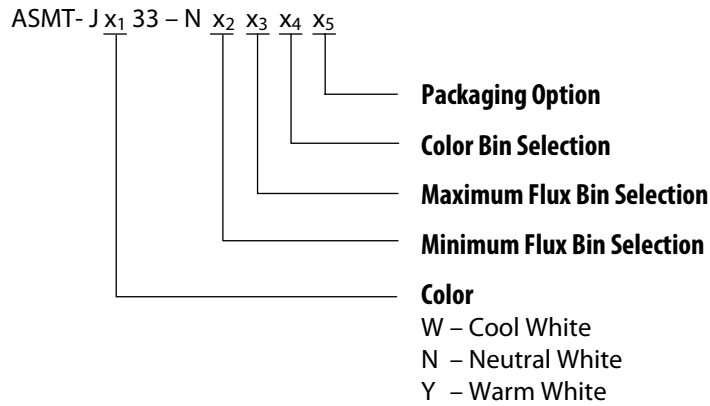 ASMT- J x1 33 – N x2 x3 x4 x5
Packaging Option
Color Bin Selection
Maximum Flux Bin Selection
Minimum Flux Bin Selection
Color
W – Cool White
N – Neutral White
Y – Warm White